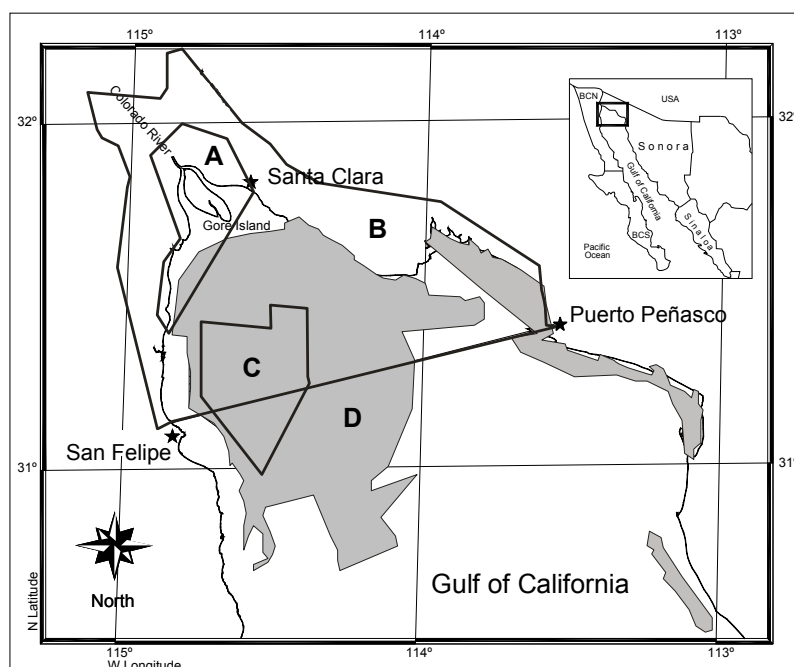 115º
114º
113º
32º
32º
Colorado River
A
Santa Clara
Gore Island
B
BCN
USA
Sonora
Gulf of California
Sinaloa
BCS
Pacific
Ocean
Puerto Peñasco
C
D
San Felipe
31º
31º
North
Gulf of California
N Latitude
115º
114º
113º
W Longitude